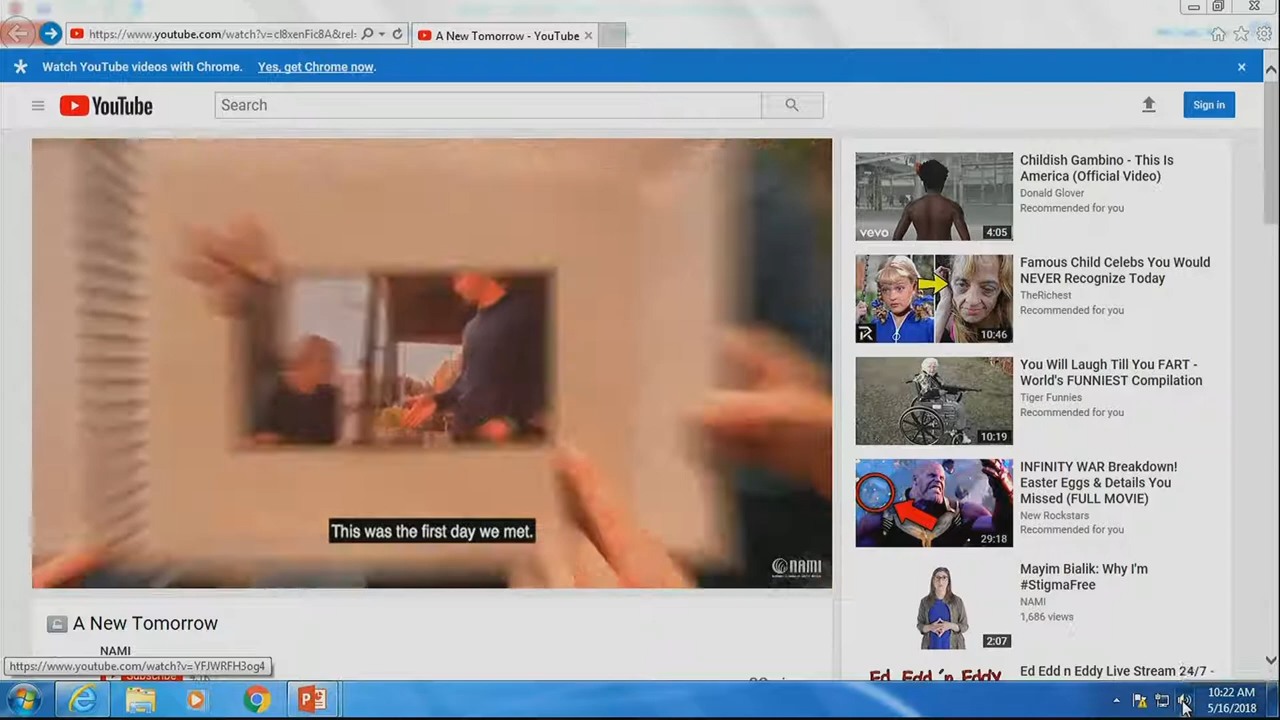 https://www.youtube.com/watch?v=cI8xenFic8A&rel=
A New Tomorrow - YouTube
Watch YouTube videos with Chrome. Yes, get Chrome now.
YouTube
Search
Sign in
This was the first day we met.
NAMI
A New Tomorrow
NAMI
Subscribe
https://www.youtube.com/watch?v=YFJWRFH3og4
Childish Gambino - This Is
America (Official Video)
Donald Glover
Recommended for you
vevo
4:05
Famous Child Celebs You Would
NEVER Recognize Today
TheRichest
Recommended for you
10:46
You Will Laugh Till You FART -
World's FUNNIEST Compilation
Tiger Funnies
Recommended for you
10:19
INFINITY WAR Breakdown!
Easter Eggs & Details You
Missed (FULL MOVIE)
New Rockstars
Recommended for you
29:18
Mayim Bialik: Why I'm
#StigmaFree
NAMI
1,686 views
2:07
Ed Edd n Eddy Live Stream 24/7 -
Ed, Edd 'n Eddy
10:22 AM
5/16/2018